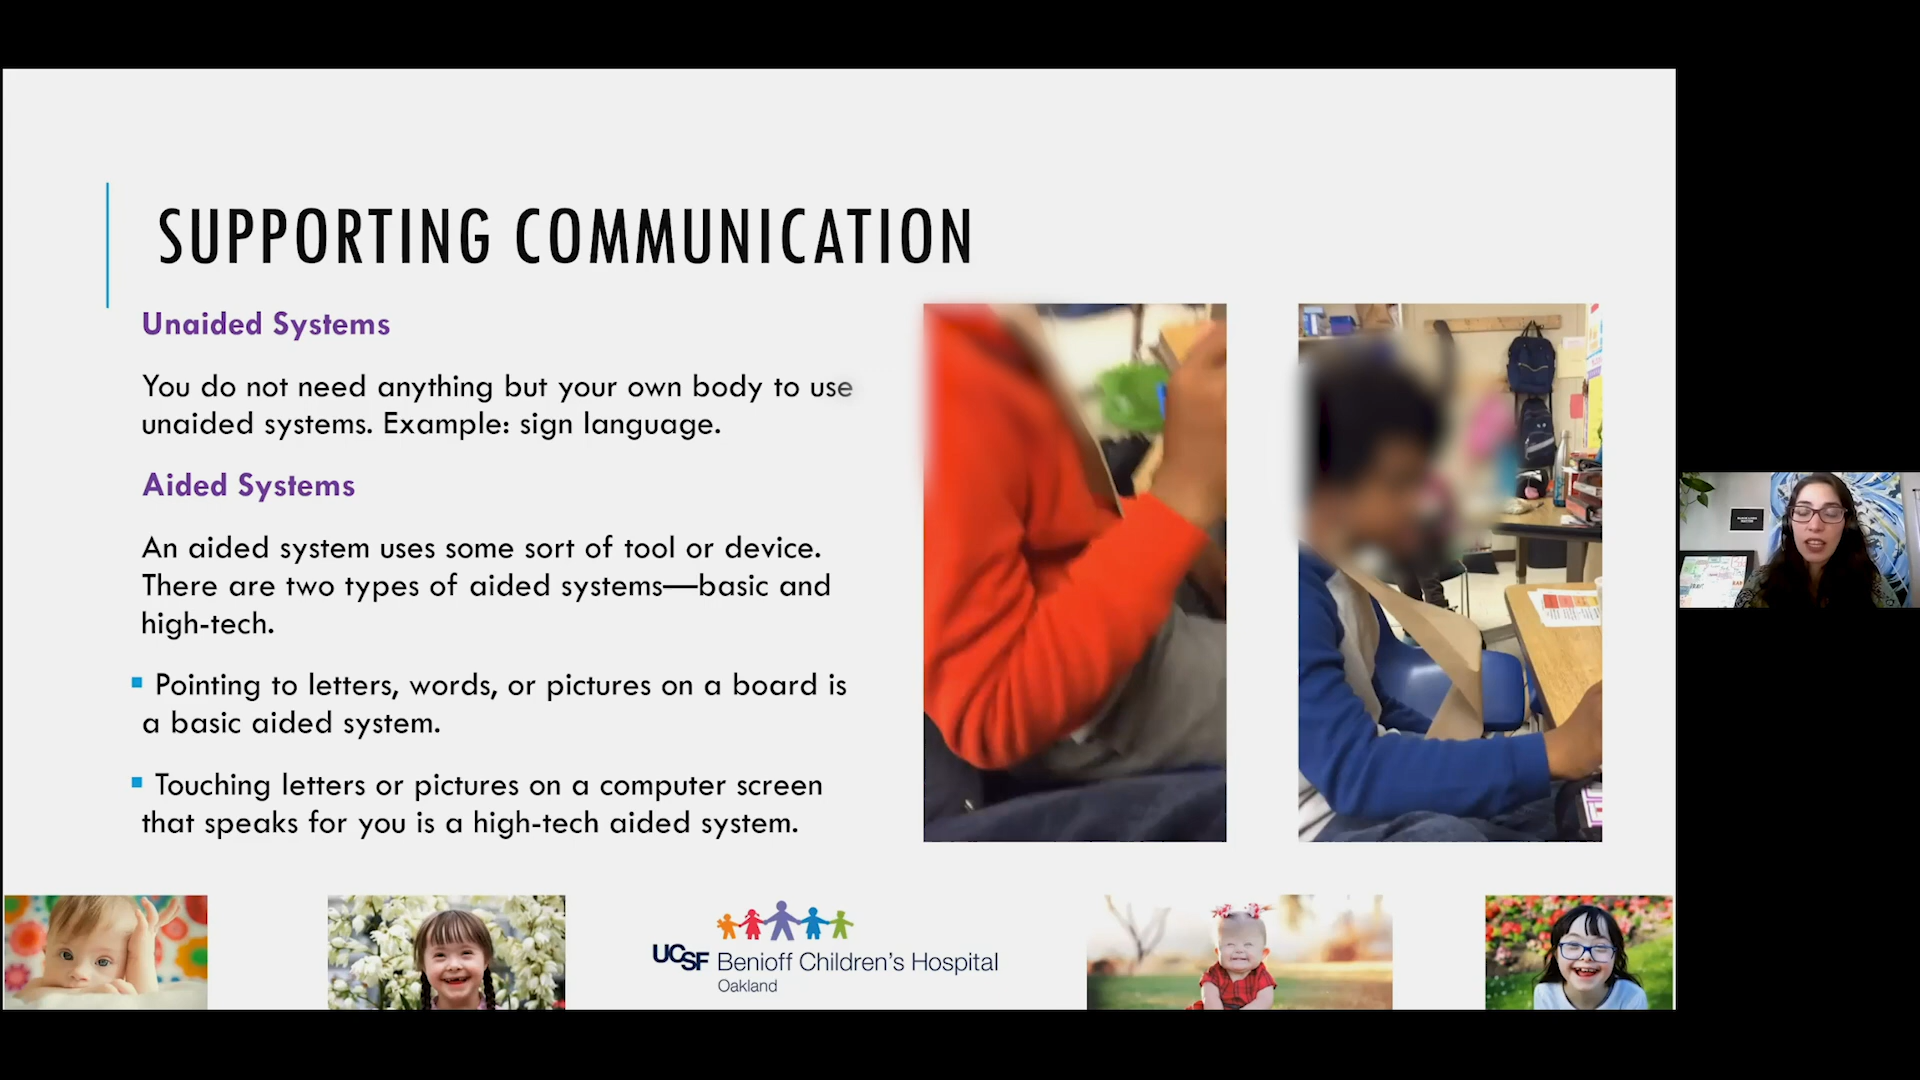 SUPPORTING COMMUNICATION
Unaided Systems
You do not need anything but your own body to use
unaided systems. Example: sign language.
Aided Systems
An aided system uses some sort of tool or device.
There are two types of aided systems—basic and
high-tech.
Pointing to letters, words, or pictures on a board is
a basic aided system.
Touching letters or pictures on a computer screen
that speaks for you is a high-tech aided system.
UCSF Benioff Children's Hospital
Oakland